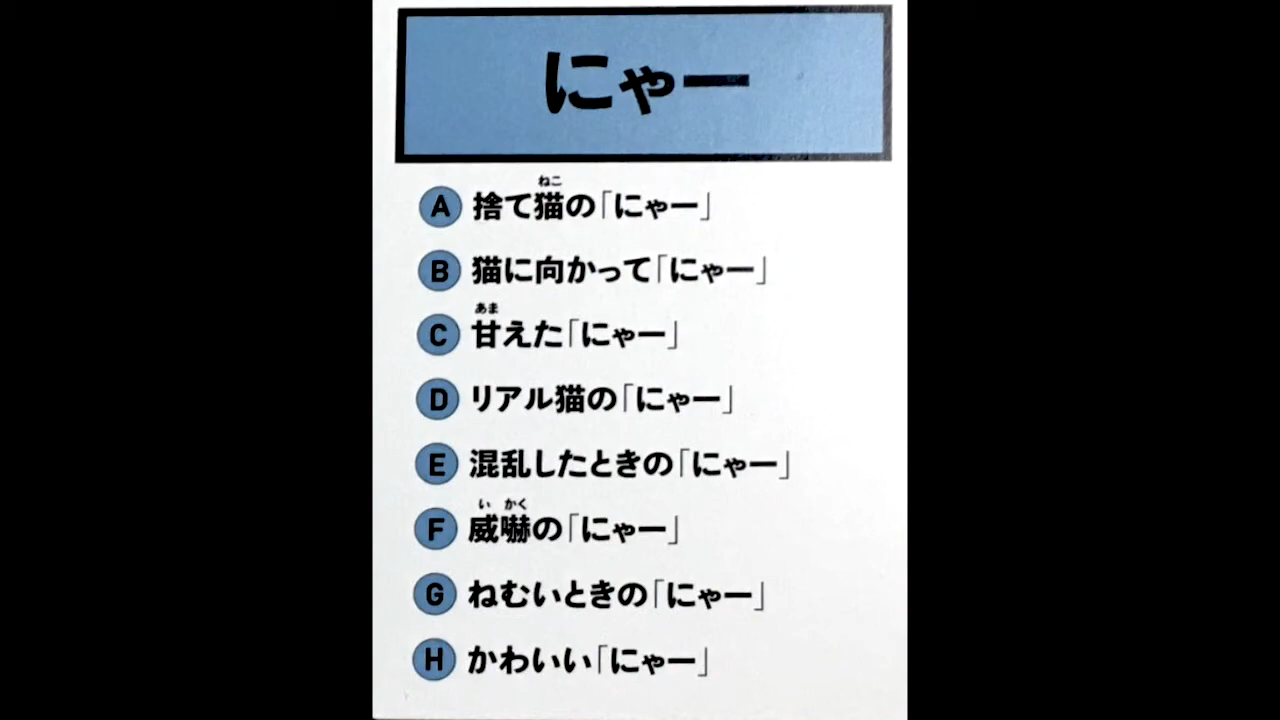 にゃー
A 捨て猫の「にゃー」
B 猫に向かって「にゃー」
C 甘えた「にゃー」
D リアル猫の「にゃー」
E 混乱したときの「にゃー」
F 威嚇の「にゃー」
G ねむいときの「にゃー」
H かわいい「にゃー」